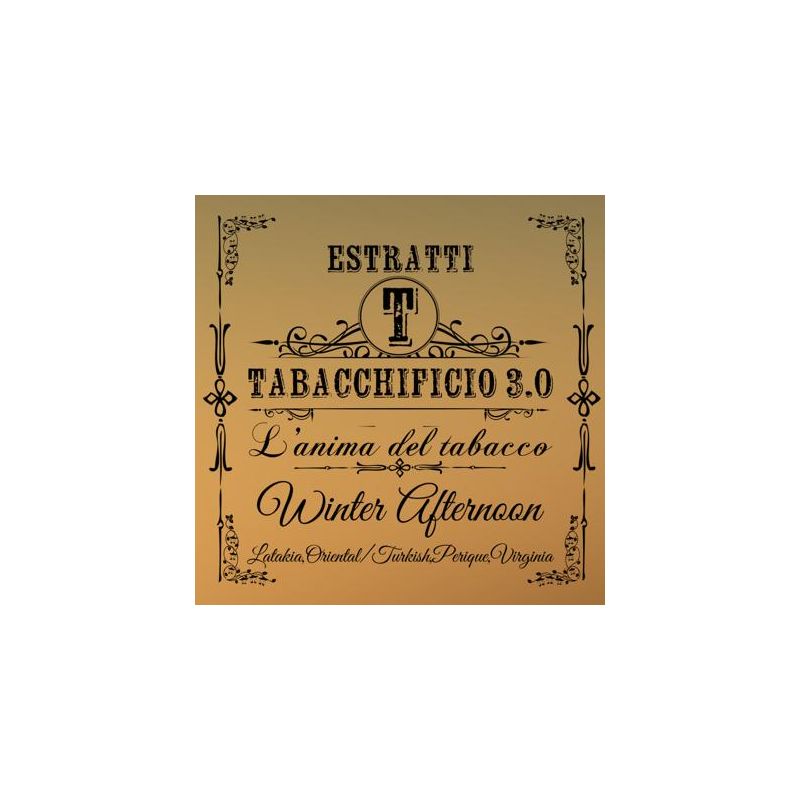 ESTRATTI
T
TABACCHIFICIO 3.0
L'anima del tabacco
Winter Afternoon
Latakia,Oriental/Turkish,Perique,Virginia